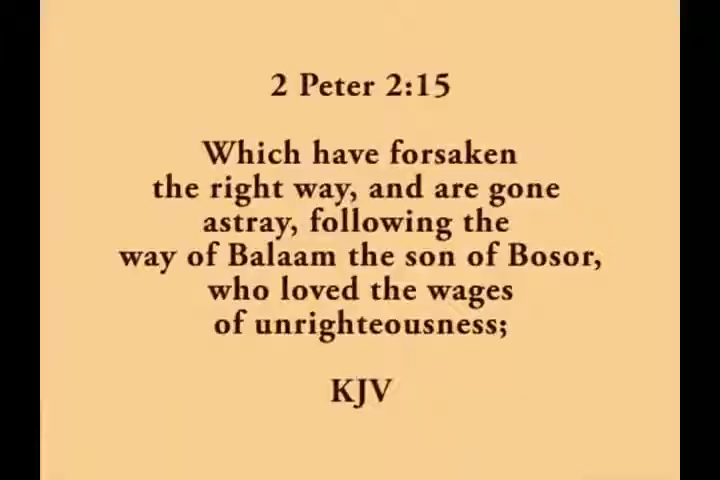 2 Peter 2:15
Which have forsaken
the right way, and are gone
astray, following the
way of Balaam the son of Bosor,
who loved the wages
of unrighteousness;
KJV